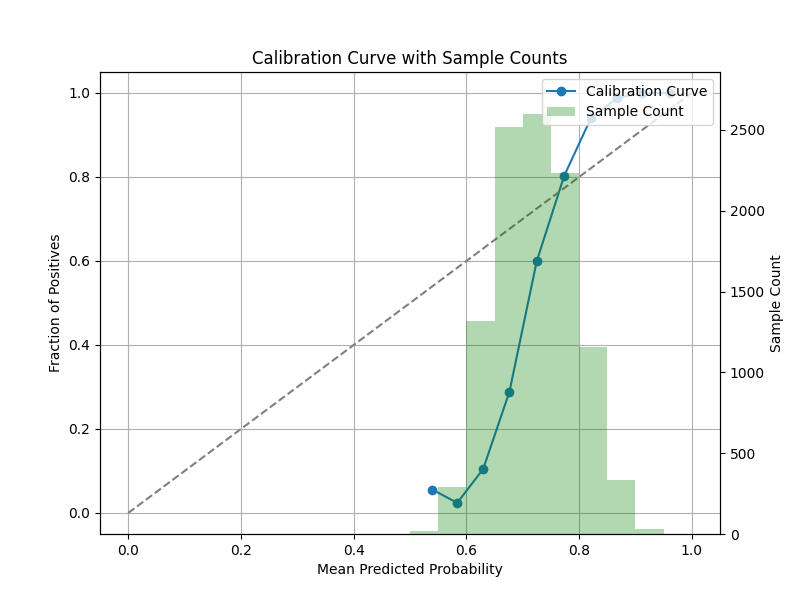 Calibration Curve with Sample Counts
Calibration Curve
Sample Count
1.0
0.8
0.6
0.4
0.2
0.0
Fraction of Positives
2500
2000
1500
1000
500
0
Sample Count
0.0 0.2 0.4 0.6 0.8 1.0
Mean Predicted Probability